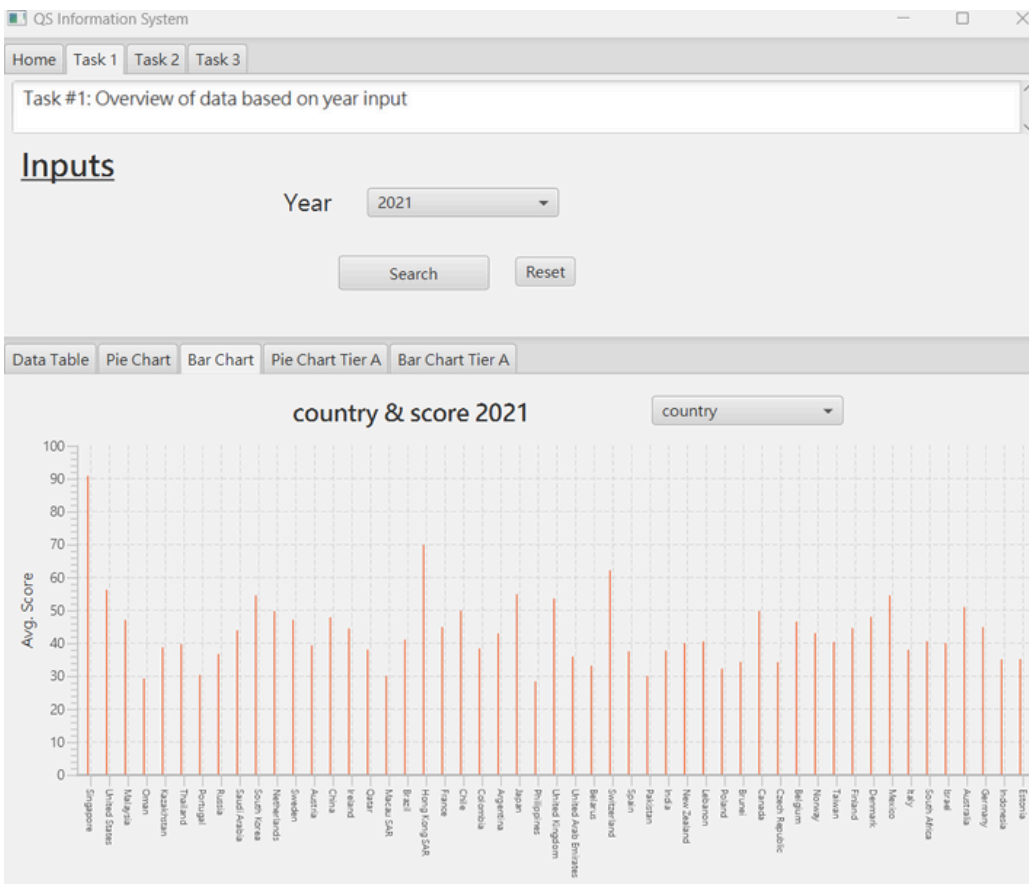 QS Information System
Home Task 1 Task 2 Task 3
Task #1: Overview of data based on year input
Inputs
Year 2021
Search Reset
Data Table Pie Chart Bar Chart Pie Chart Tier A Bar Chart Tier A
country & score 2021 country
100
90
80
70
60
50
40
30
20
10
0
Avg. Score
Singapore
United States
Malaysia
Oman
Kazakhstan
Thailand
Portugal
Russia
Saudi Arabia
South Korea
Netherlands
Sweden
Austria
China
Ireland
Qatar
Macau SAR
Brazil
Hong Kong SAR
France
Chile
Colombia
Argentina
Japan
Philippines
United Kingdom
United Arab Emirates
Belarus
Switzerland
Spain
Pakistan
India
New Zealand
Lebanon
Poland
Brunei
Canada
Czech Republic
Belgium
Norway
Taiwan
Finland
Denmark
Mexico
Italy
South Africa
Israel
Australia
Germany
Indonesia
Estonia